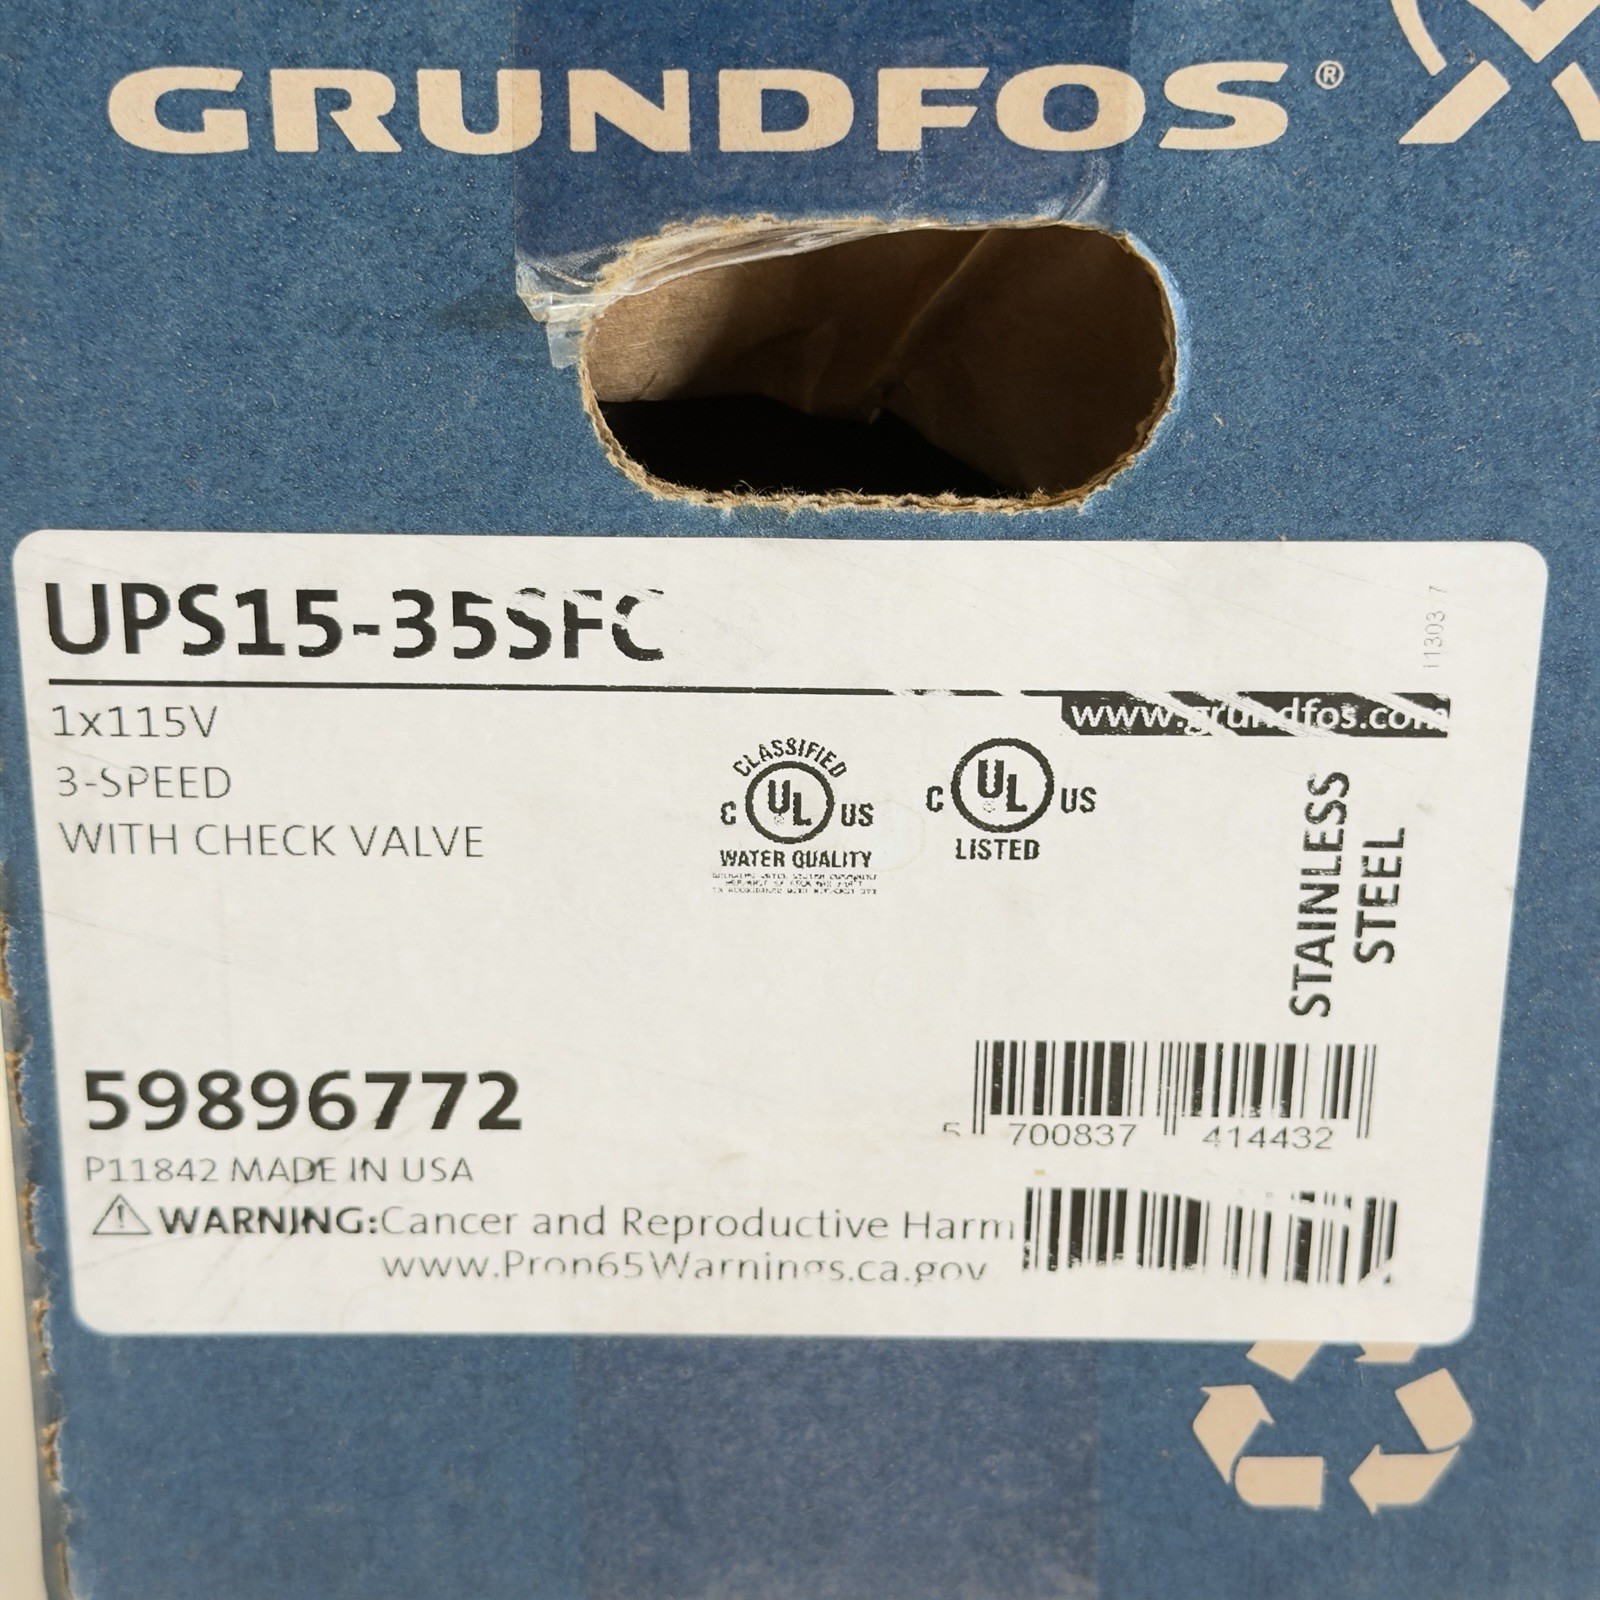 GRUNDFOS®
UPS15-35SFC
11303 7
www.grundfos.com
1x115V
3-SPEED
WITH CHECK VALVE
CLASSIFIED
C UL US
WATER QUALITY
C UL US
LISTED
STAINLESS
STEEL
59896772
5 700837 414432
P11842 MADE IN USA
WARNING:Cancer and Reproductive Harm
www.Prop65Warnings.ca.gov